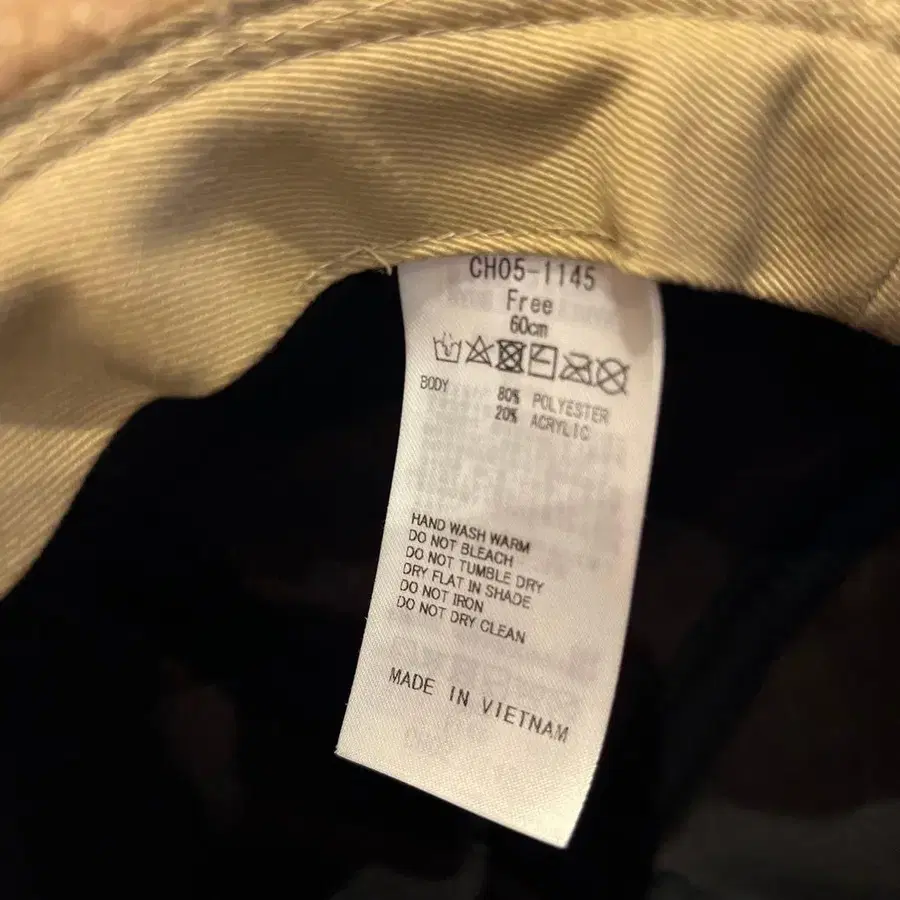 CH05-1145
Free
60cm
BODY 80% POLYESTER
20% ACRYLIC
HAND WASH WARM
DO NOT BLEACH
DO NOT TUMBLE DRY
DRY FLAT IN SHADE
DO NOT IRON
DO NOT DRY CLEAN
MADE IN VIETNAM